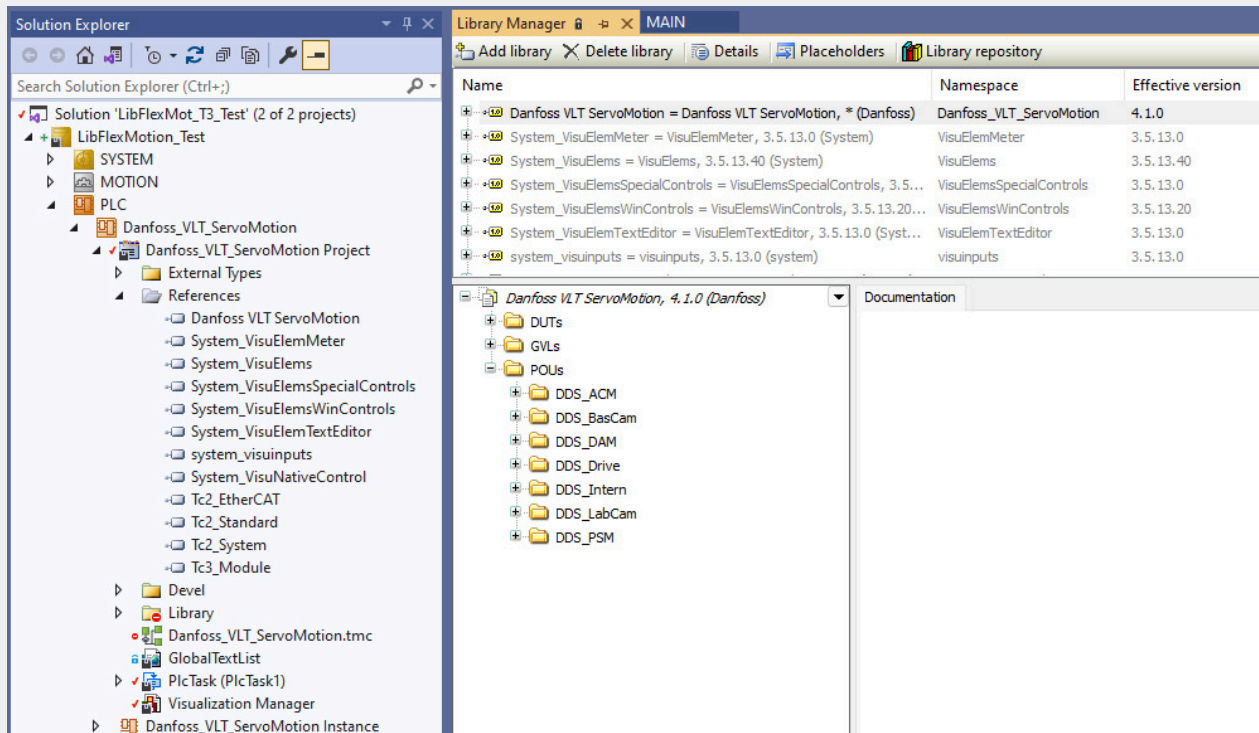 Solution Explorer
Search Solution Explorer (Ctrl+;)
Solution 'LibFlexMot_T3_Test' (2 of 2 projects)
LibFlexMotion_Test
SYSTEM
MOTION
PLC
Danfoss_VLT_ServoMotion
Danfoss_VLT_ServoMotion Project
External Types
References
Danfoss VLT ServoMotion
System_VisuElemMeter
System_VisuElems
System_VisuElemsSpecialControls
System_VisuElemsWinControls
System_VisuElemTextEditor
system_visuinputs
System_VisuNativeControl
Tc2_EtherCAT
Tc2_Standard
Tc2_System
Tc3_Module
Devel
Library
Danfoss_VLT_ServoMotion.tmc
GlobalTextList
PlcTask (PlcTask1)
Visualization Manager
Danfoss_VLT_ServoMotion Instance
Library Manager MAIN
Add library Delete library Details Placeholders Library repository
Name Namespace Effective version
Danfoss VLT ServoMotion = Danfoss VLT ServoMotion, * (Danfoss) Danfoss_VLT_ServoMotion 4.1.0
System_VisuElemMeter = VisuElemMeter, 3.5.13.0 (System) VisuElemMeter 3.5.13.0
System_VisuElems = VisuElems, 3.5.13.40 (System) VisuElems 3.5.13.40
System_VisuElemsSpecialControls = VisuElemsSpecialControls, 3.5... VisuElemsSpecialControls 3.5.13.0
System_VisuElemsWinControls = VisuElemsWinControls, 3.5.13.20... VisuElemsWinControls 3.5.13.20
System_VisuElemTextEditor = VisuElemTextEditor, 3.5.13.0 (Syst... VisuElemTextEditor 3.5.13.0
system_visuinputs = visuinputs, 3.5.13.0 (system) visuinputs 3.5.13.0
Danfoss VLT ServoMotion, 4.1.0 (Danfoss)
DUTs
GVLs
POUs
DDS_ACM
DDS_BasCam
DDS_DAM
DDS_Drive
DDS_Intern
DDS_LabCam
DDS_PSM
Documentation